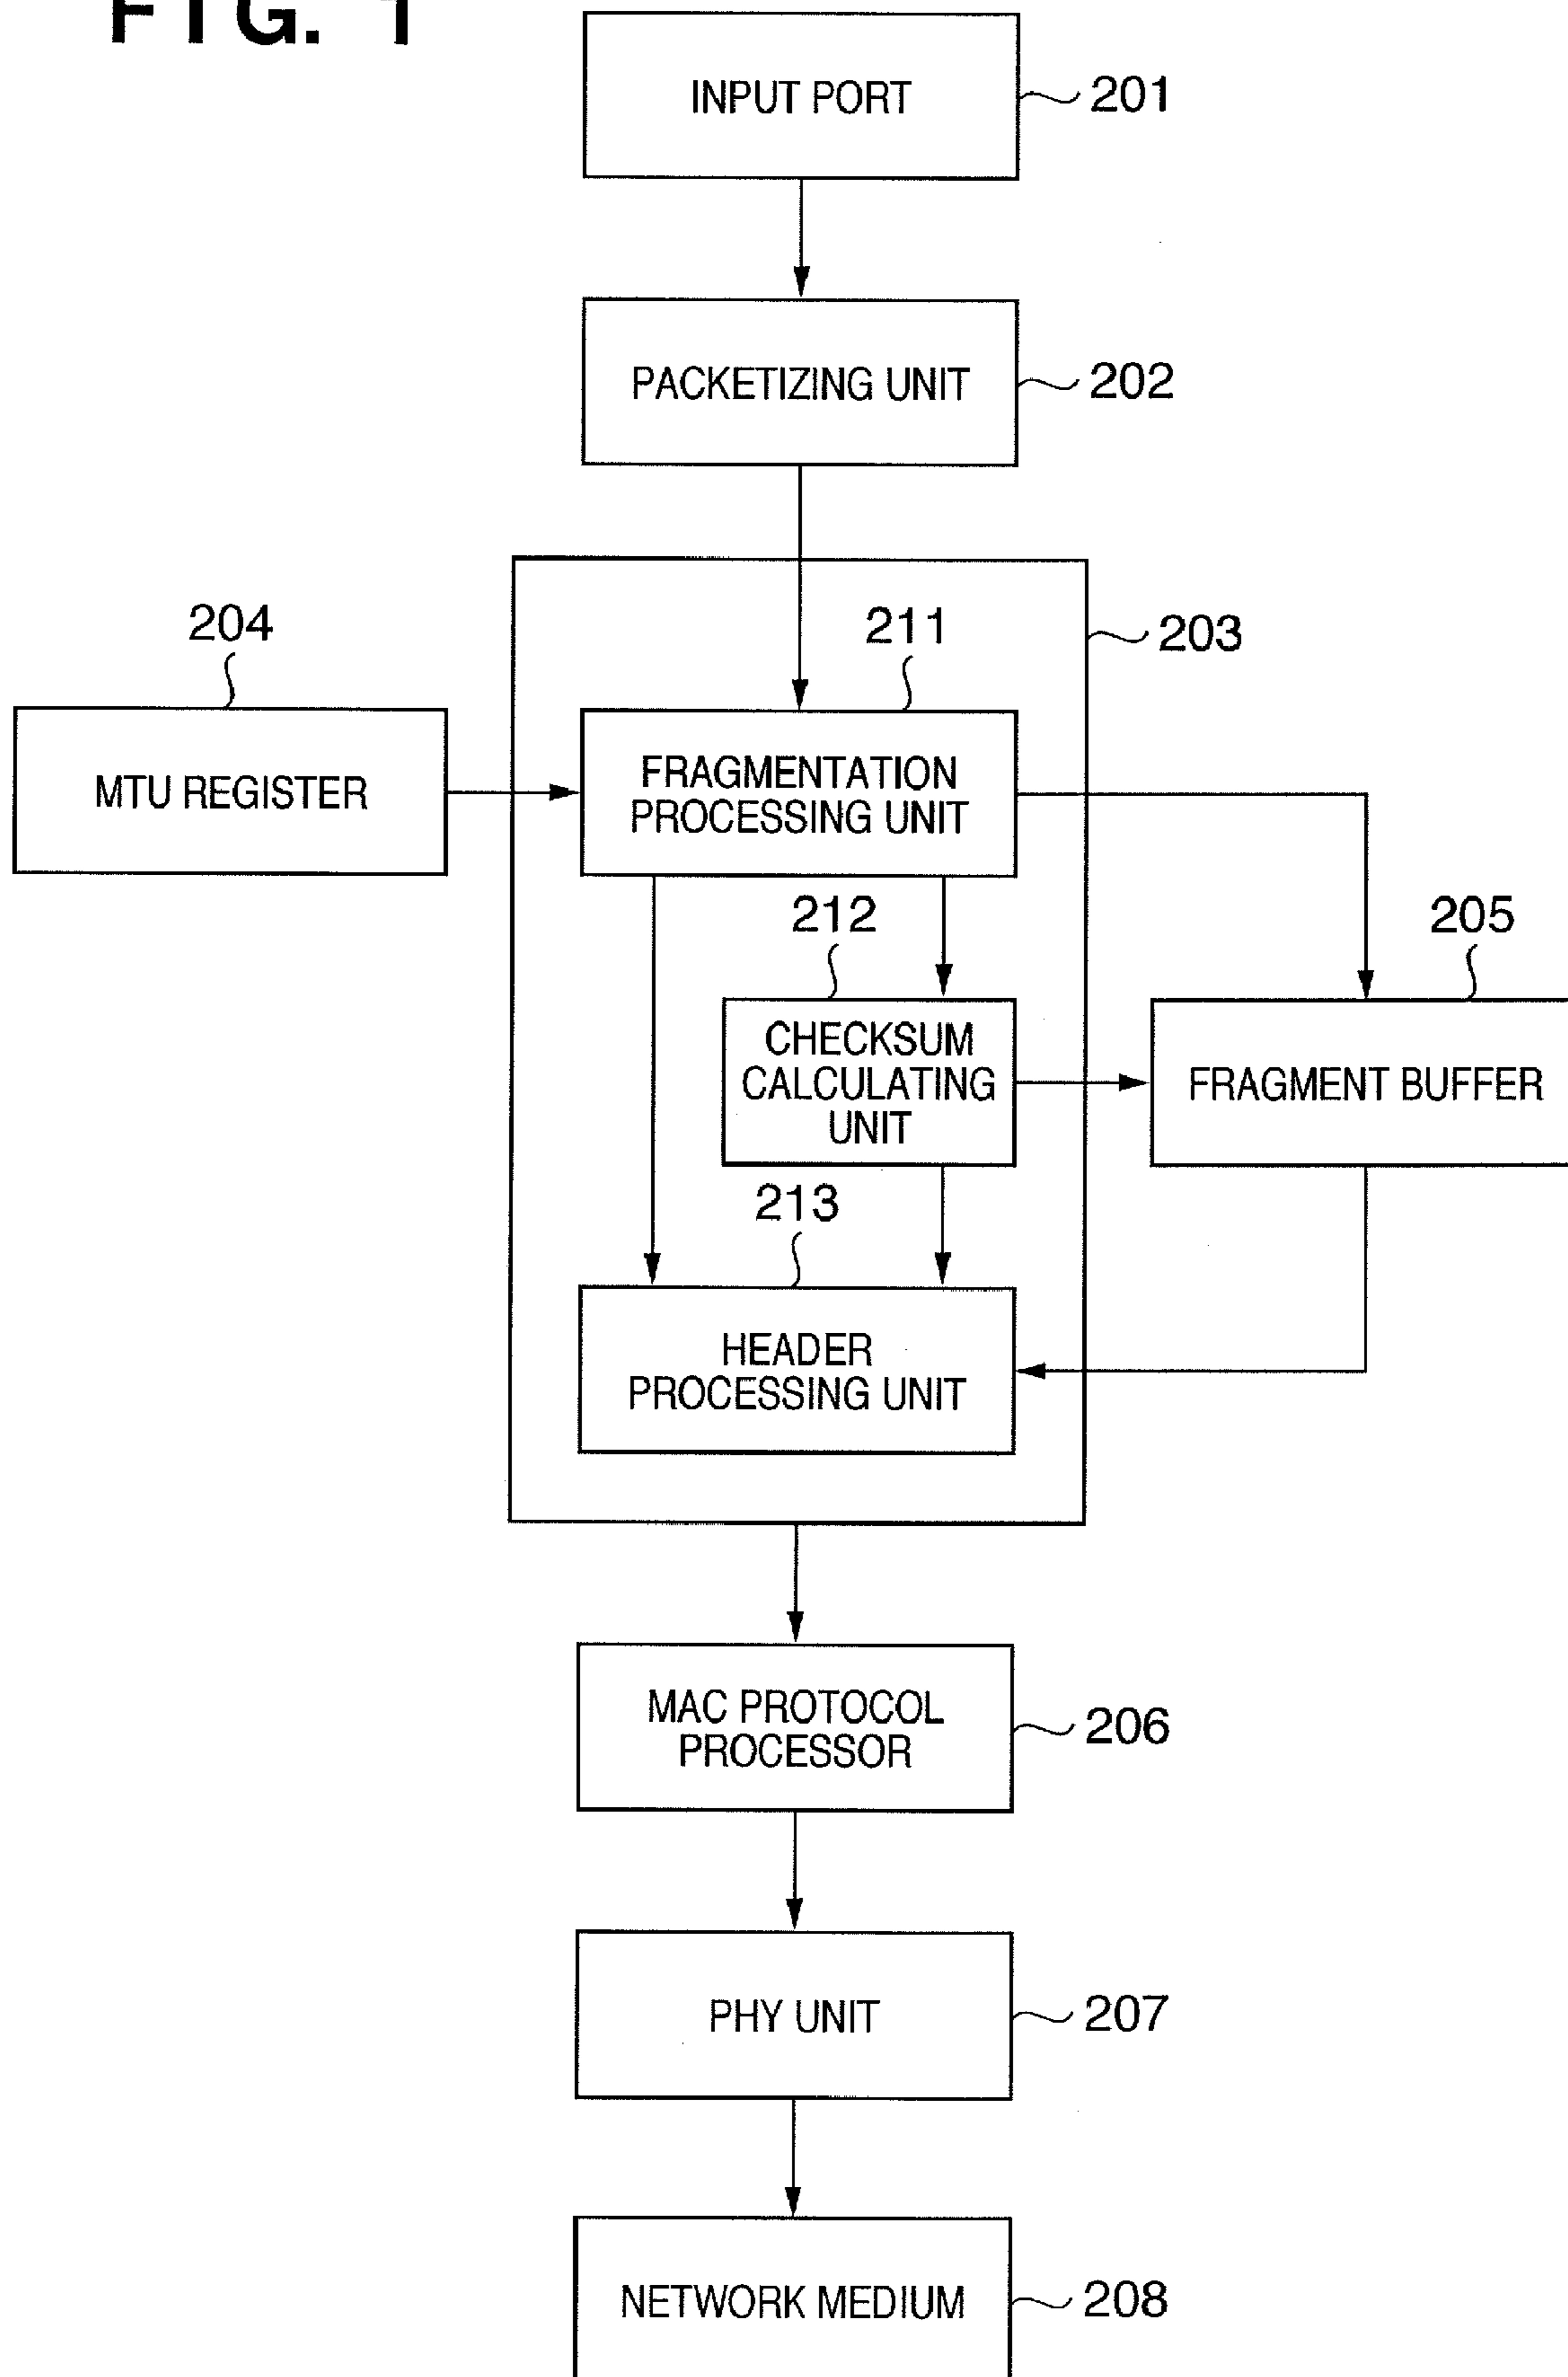 FIG. 1
INPUT PORT
201
PACKETIZING UNIT
202
204
211
203
MTU REGISTER
FRAGMENTATION
PROCESSING UNIT
212
205
CHECKSUM
CALCULATING
UNIT
FRAGMENT BUFFER
213
HEADER
PROCESSING UNIT
MAC PROTOCOL
PROCESSOR
206
PHY UNIT
207
NETWORK MEDIUM
208